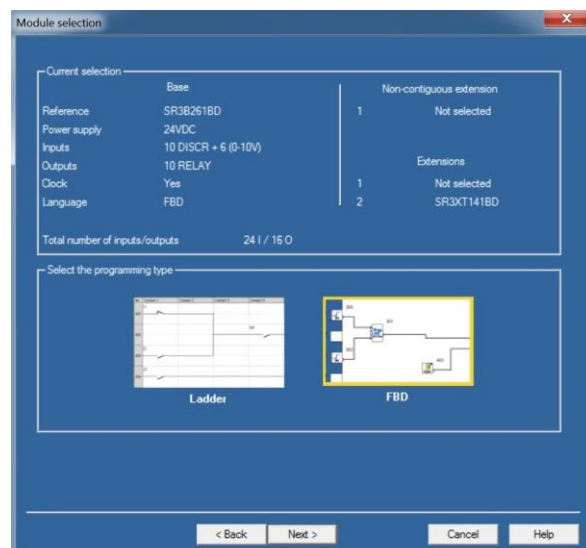 Module selection
Current selection
Base
Non-contiguous extension
Reference SR3B261BD 1 Not selected
Power supply 24VDC
Inputs 10 DISCR + 6 (0-10V)
Outputs 10 RELAY Extensions
Clock Yes 1 Not selected
Language FBD 2 SR3XT141BD
Total number of inputs/outputs 24 I / 16 O
Select the programming type
Ladder
FBD
< Back Next > Cancel Help